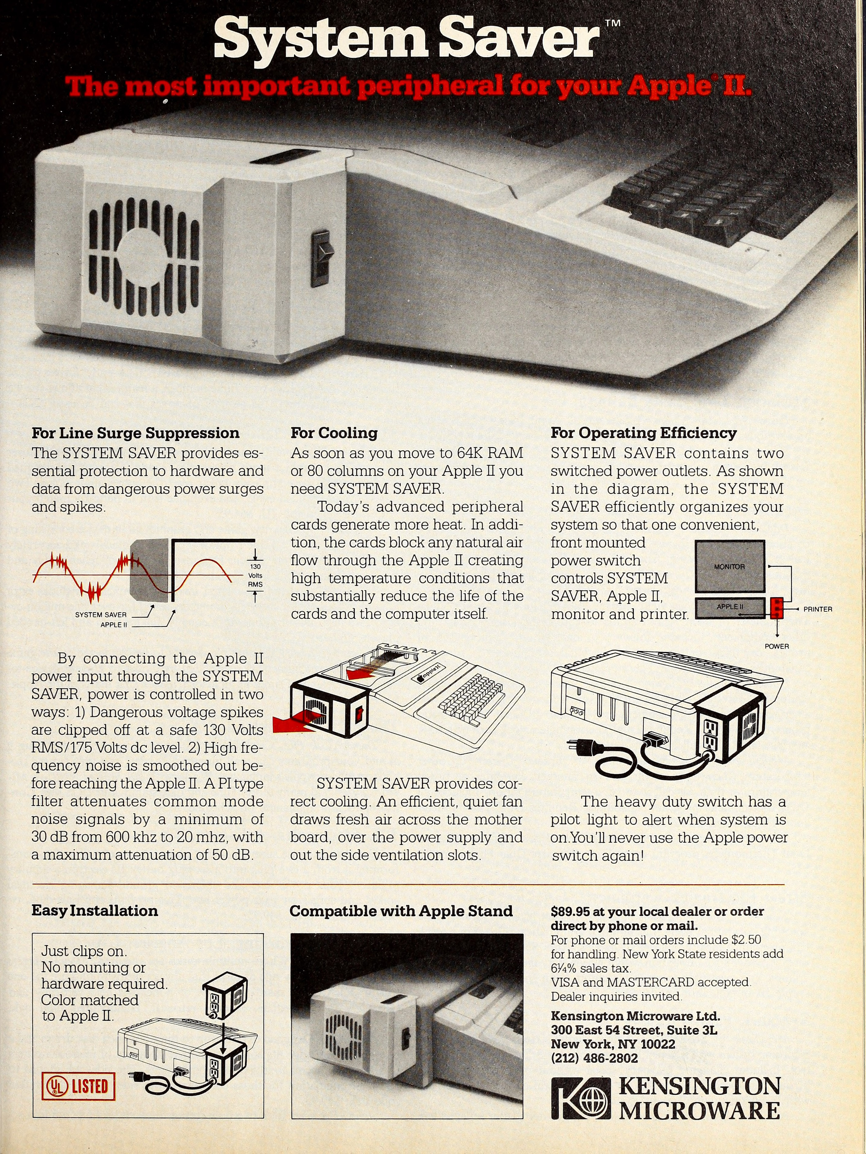 System Saver™
The most important peripheral for your Apple® II.
For Line Surge Suppression
The SYSTEM SAVER provides es-
sential protection to hardware and
data from dangerous power surges
and spikes.
130
Volts
RMS
SYSTEM SAVER
APPLE II
By connecting the Apple II
power input through the SYSTEM
SAVER, power is controlled in two
ways: 1) Dangerous voltage spikes
are clipped off at a safe 130 Volts
RMS/175 Volts dc level. 2) High fre-
quency noise is smoothed out be-
fore reaching the Apple II. A PI type
filter attenuates common mode
noise signals by a minimum of
30 dB from 600 khz to 20 mhz, with
a maximum attenuation of 50 dB.
For Cooling
As soon as you move to 64K RAM
or 80 columns on your Apple II you
need SYSTEM SAVER.
Today's advanced peripheral
cards generate more heat. In addi-
tion, the cards block any natural air
flow through the Apple II creating
high temperature conditions that
substantially reduce the life of the
cards and the computer itself.
SYSTEM SAVER provides cor-
rect cooling. An efficient, quiet fan
draws fresh air across the mother
board, over the power supply and
out the side ventilation slots.
For Operating Efficiency
SYSTEM SAVER contains two
switched power outlets. As shown
in the diagram, the SYSTEM
SAVER efficiently organizes your
system so that one convenient,
front mounted
power switch
controls SYSTEM
SAVER, Apple II,
monitor and printer.
MONITOR
APPLE II
PRINTER
POWER
The heavy duty switch has a
pilot light to alert when system is
on.You'll never use the Apple power
switch again!
Easy Installation
Just clips on.
No mounting or
hardware required.
Color matched
to Apple II.
UL LISTED
Compatible with Apple Stand
$89.95 at your local dealer or order
direct by phone or mail.
For phone or mail orders include $2.50
for handling. New York State residents add
6¼% sales tax.
VISA and MASTERCARD accepted.
Dealer inquiries invited.
Kensington Microware Ltd.
300 East 54 Street, Suite 3L
New York, NY 10022
(212) 486-2802
KENSINGTON
MICROWARE